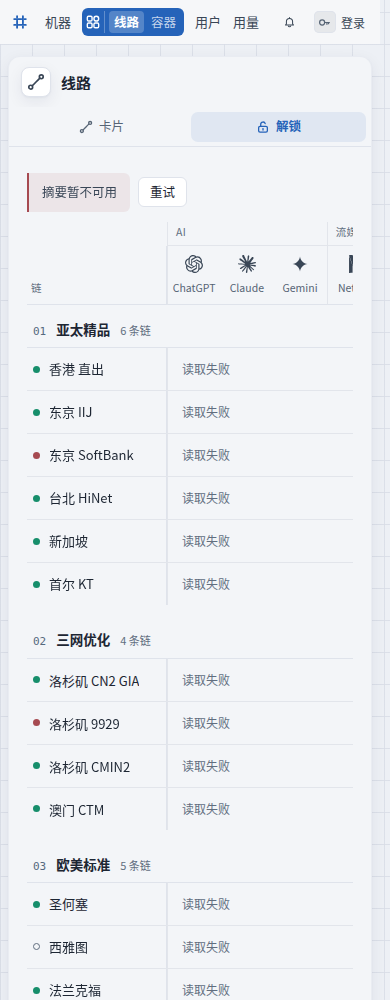 机器 线路 容器 用户 用量 登录
线路
卡片 解锁
摘要暂不可用 重试
AI
链 ChatGPT Claude Gemini
01 亚太精品 6 条链
香港 直出 读取失败
东京 IIJ 读取失败
东京 SoftBank 读取失败
台北 HiNet 读取失败
新加坡 读取失败
首尔 KT 读取失败
02 三网优化 4 条链
洛杉矶 CN2 GIA 读取失败
洛杉矶 9929 读取失败
洛杉矶 CMIN2 读取失败
澳门 CTM 读取失败
03 欧美标准 5 条链
圣何塞 读取失败
西雅图 读取失败
法兰克福 读取失败